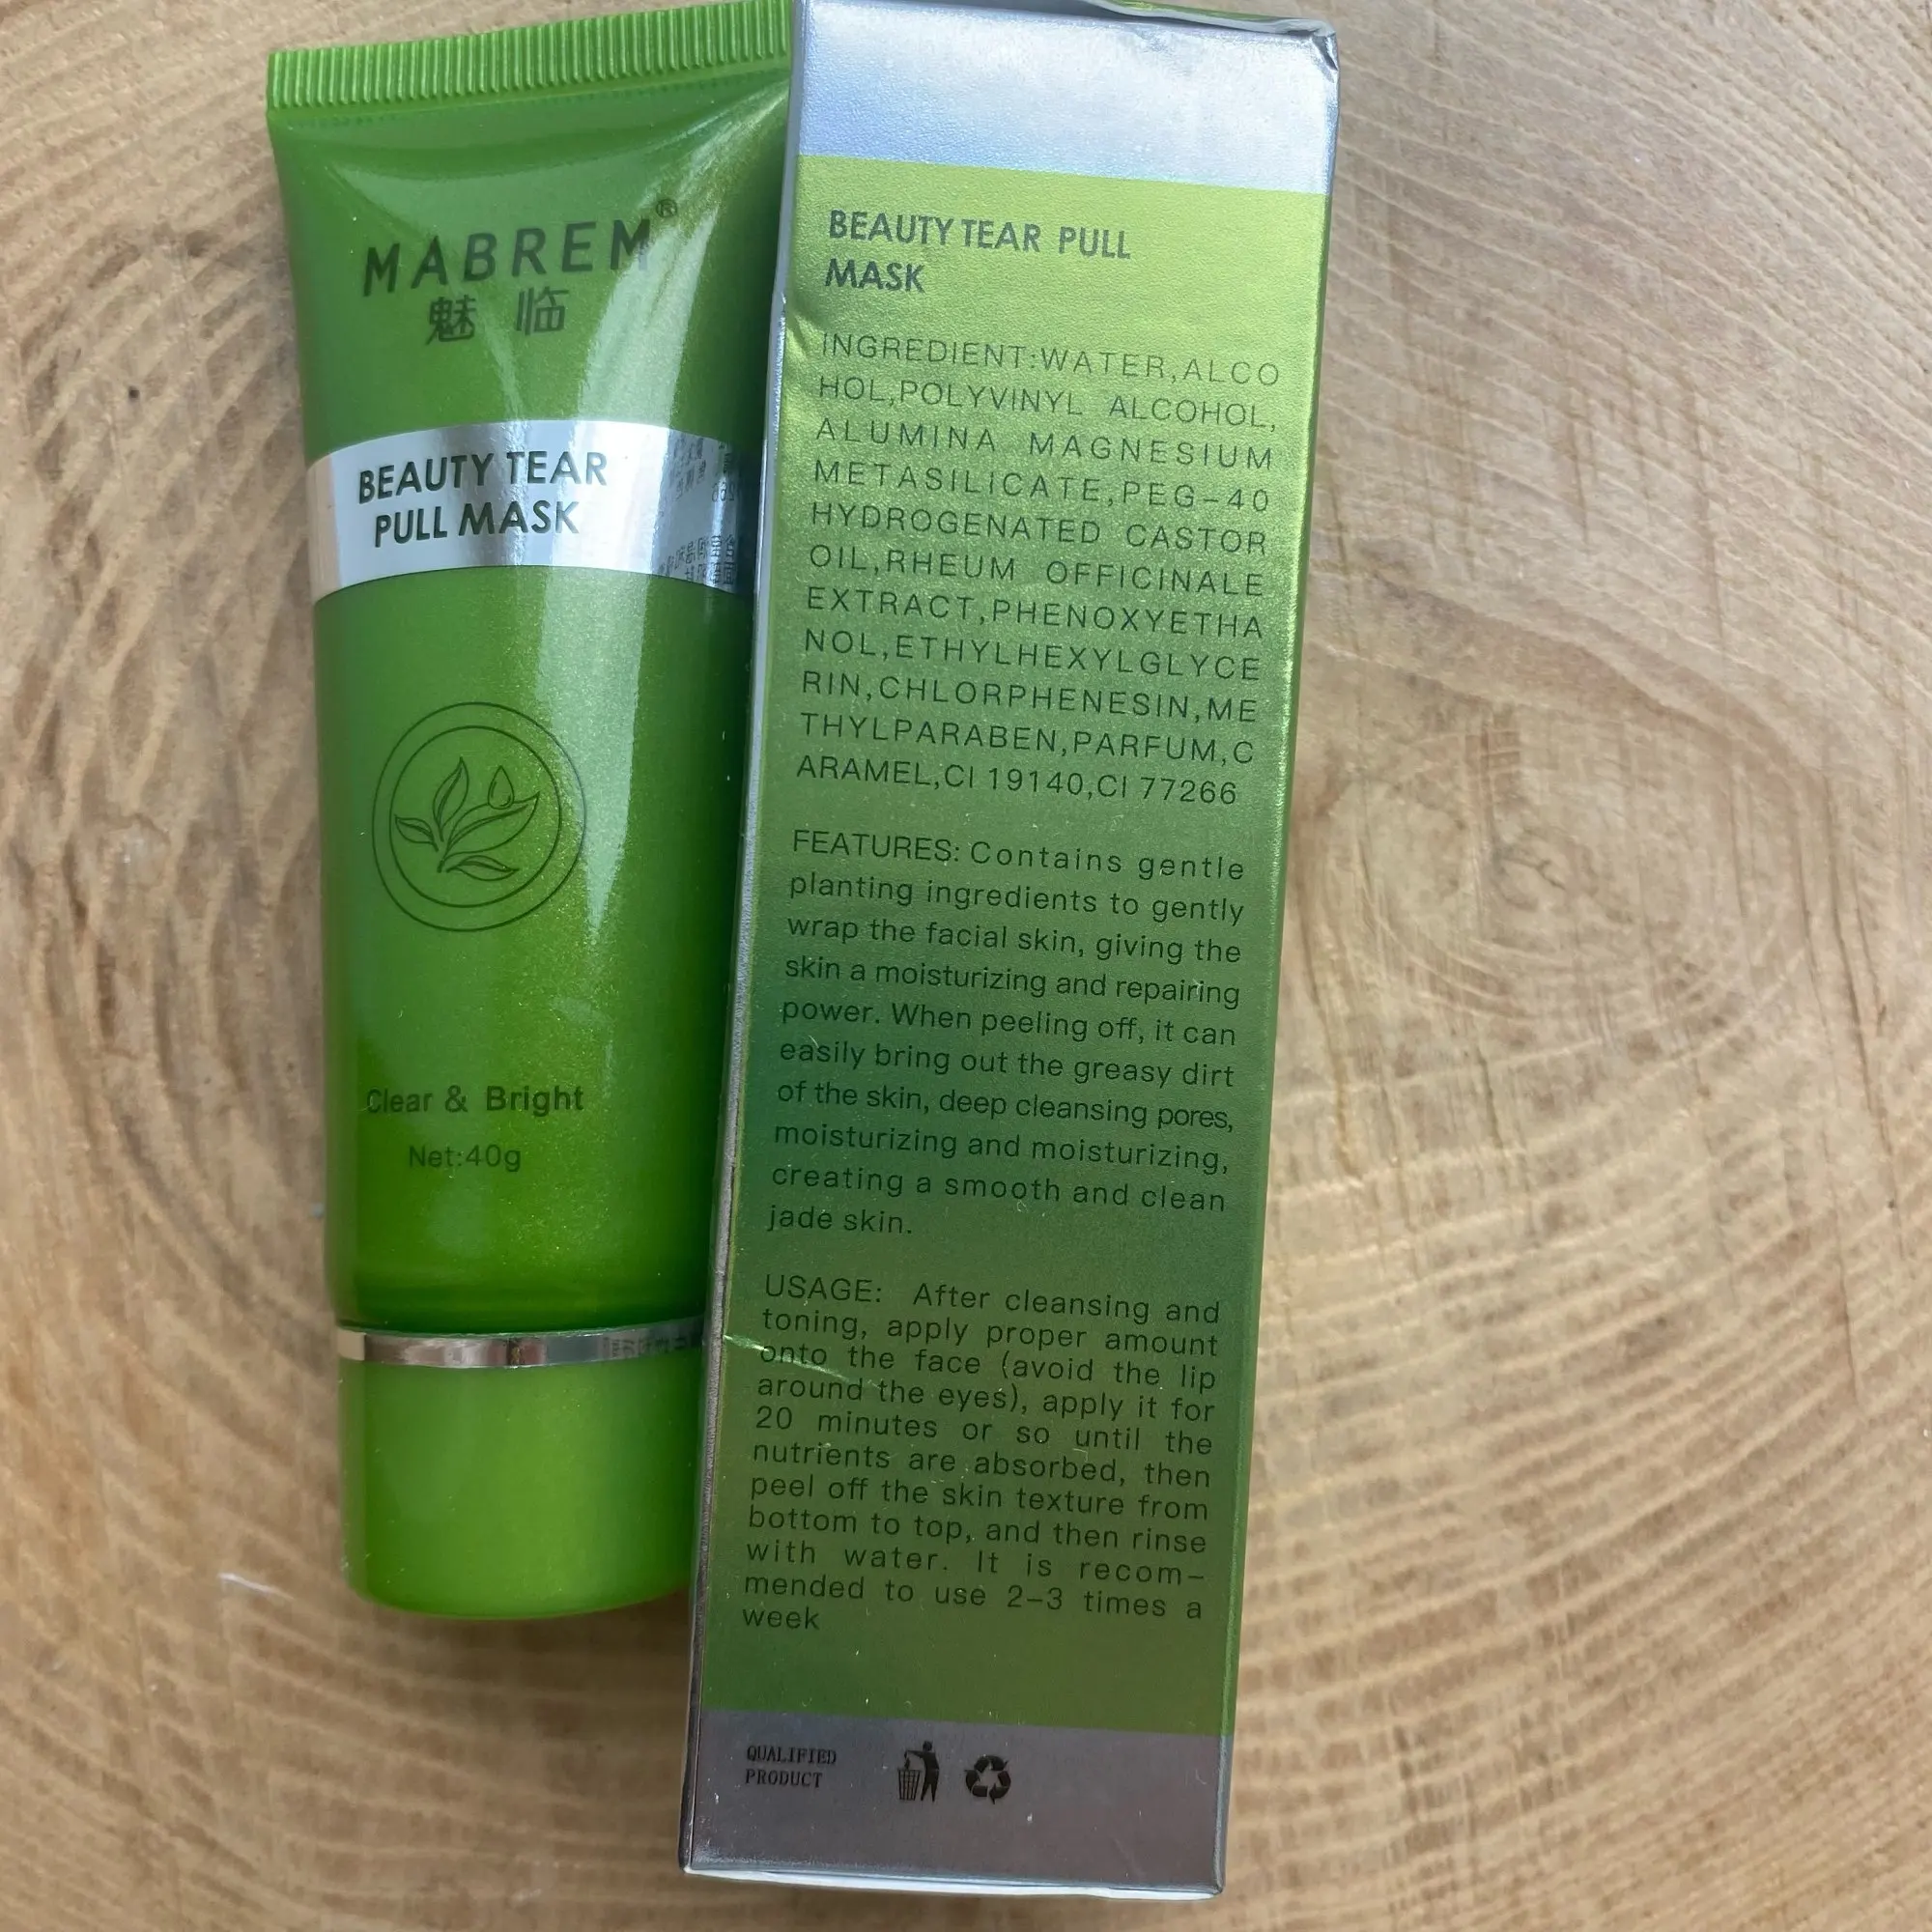 MABREM®
魅临
BEAUTY TEAR
PULL MASK
Clear & Bright
Net:40g
BEAUTY TEAR PULL
MASK
INGREDIENT:WATER,ALCO
HOL,POLYVINYL ALCOHOL,
ALUMINA MAGNESIUM
METASILICATE,PEG-40
HYDROGENATED CASTOR
OIL,RHEUM OFFICINALE
EXTRACT,PHENOXYETHA
NOL,ETHYLHEXYLGLYCE
RIN,CHLORPHENESIN,ME
THYLPARABEN,PARFUM,C
ARAMEL,CI 19140,CI 77266
FEATURES: Contains gentle
planting ingredients to gently
wrap the facial skin, giving the
skin a moisturizing and repairing
power. When peeling off, it can
easily bring out the greasy dirt
of the skin, deep cleansing pores,
moisturizing and moisturizing,
creating a smooth and clean
jade skin.
USAGE: After cleansing and
toning, apply proper amount
onto the face (avoid the lip
around the eyes), apply it for
20 minutes or so until the
nutrients are absorbed, then
peel off the skin texture from
bottom to top, and then rinse
with water. It is recom-
mended to use 2-3 times a
week
QUALIFIED
PRODUCT